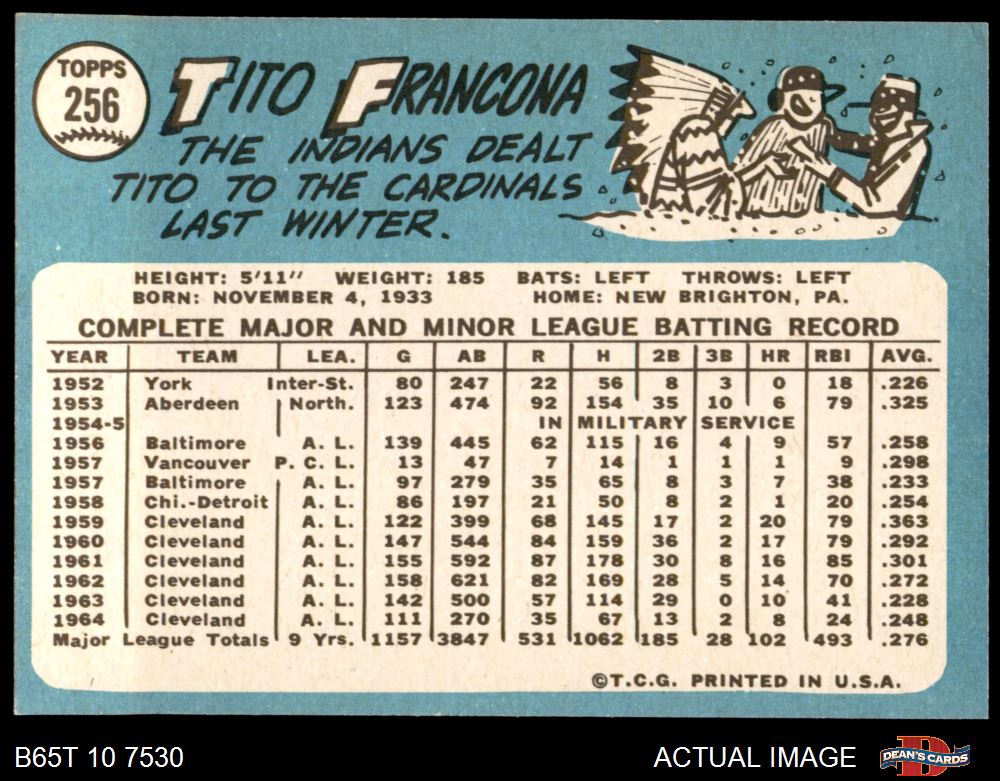 TOPPS
256
TITO FRANCONA
THE INDIANS DEALT
TITO TO THE CARDINALS
LAST WINTER.
HEIGHT: 5'11" WEIGHT: 185 BATS: LEFT THROWS: LEFT
BORN: NOVEMBER 4, 1933 HOME: NEW BRIGHTON, PA.
COMPLETE MAJOR AND MINOR LEAGUE BATTING RECORD
YEAR TEAM LEA. G AB R H 2B 3B HR RBI AVG.
1952 York Inter-St. 80 247 22 56 8 3 0 18 .226
1953 Aberdeen North. 123 474 92 154 35 10 6 79 .325
1954-5 IN MILITARY SERVICE
1956 Baltimore A. L. 139 445 62 115 16 4 9 57 .258
1957 Vancouver P. C. L. 13 47 7 14 1 1 1 9 .298
1957 Baltimore A. L. 97 279 35 65 8 3 7 38 .233
1958 Chi.-Detroit A. L. 86 197 21 50 8 2 1 20 .254
1959 Cleveland A. L. 122 399 68 145 17 2 20 79 .363
1960 Cleveland A. L. 147 544 84 159 36 2 17 79 .292
1961 Cleveland A. L. 155 592 87 178 30 8 16 85 .301
1962 Cleveland A. L. 158 621 82 169 28 5 14 70 .272
1963 Cleveland A. L. 142 500 57 114 29 0 10 41 .228
1964 Cleveland A. L. 111 270 35 67 13 2 8 24 .248
Major League Totals 9 Yrs. 1157 3847 531 1062 185 28 102 493 .276
©T.C.G. PRINTED IN U.S.A.
B65T 10 7530 ACTUAL IMAGE DEAN'S CARDS